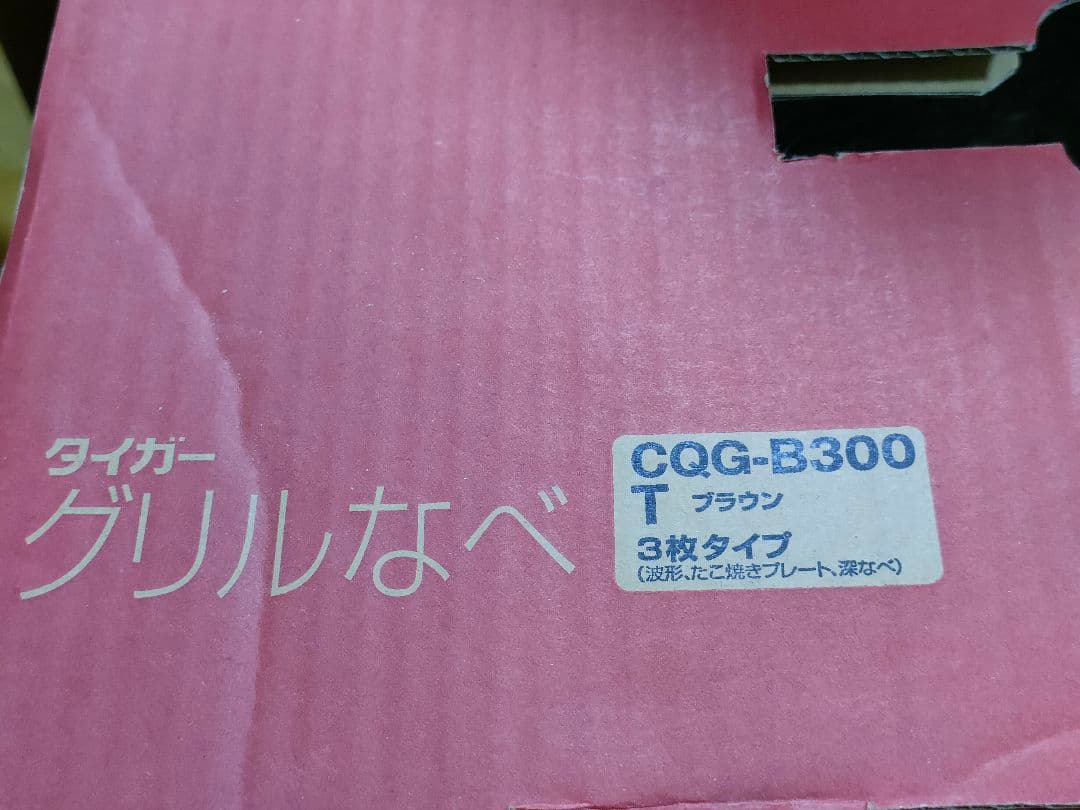 タイガー
グリルなべ
CQG-B300
T ブラウン
3枚タイプ
(波形、たこ焼きプレート、深なべ)